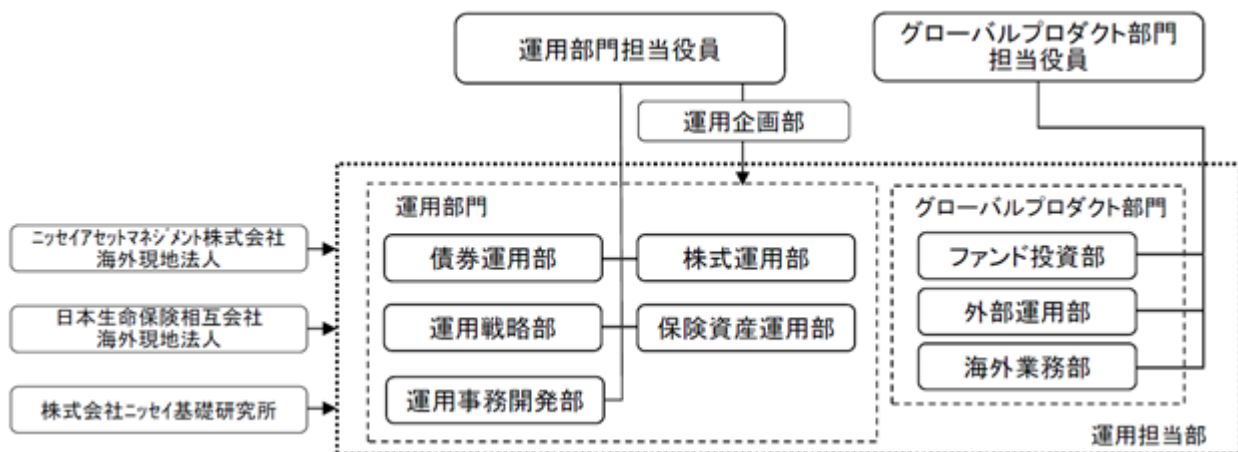 運用部門担当役員
グローバルプロダクト部門
担当役員
運用企画部
運用部門
グローバルプロダクト部門
ニッセイアセットマネジメント株式会社
海外現地法人
債券運用部
株式運用部
ファンド投資部
日本生命保険相互会社
海外現地法人
運用戦略部
保険資産運用部
外部運用部
海外業務部
株式会社ニッセイ基礎研究所
運用事務開発部
運用担当部